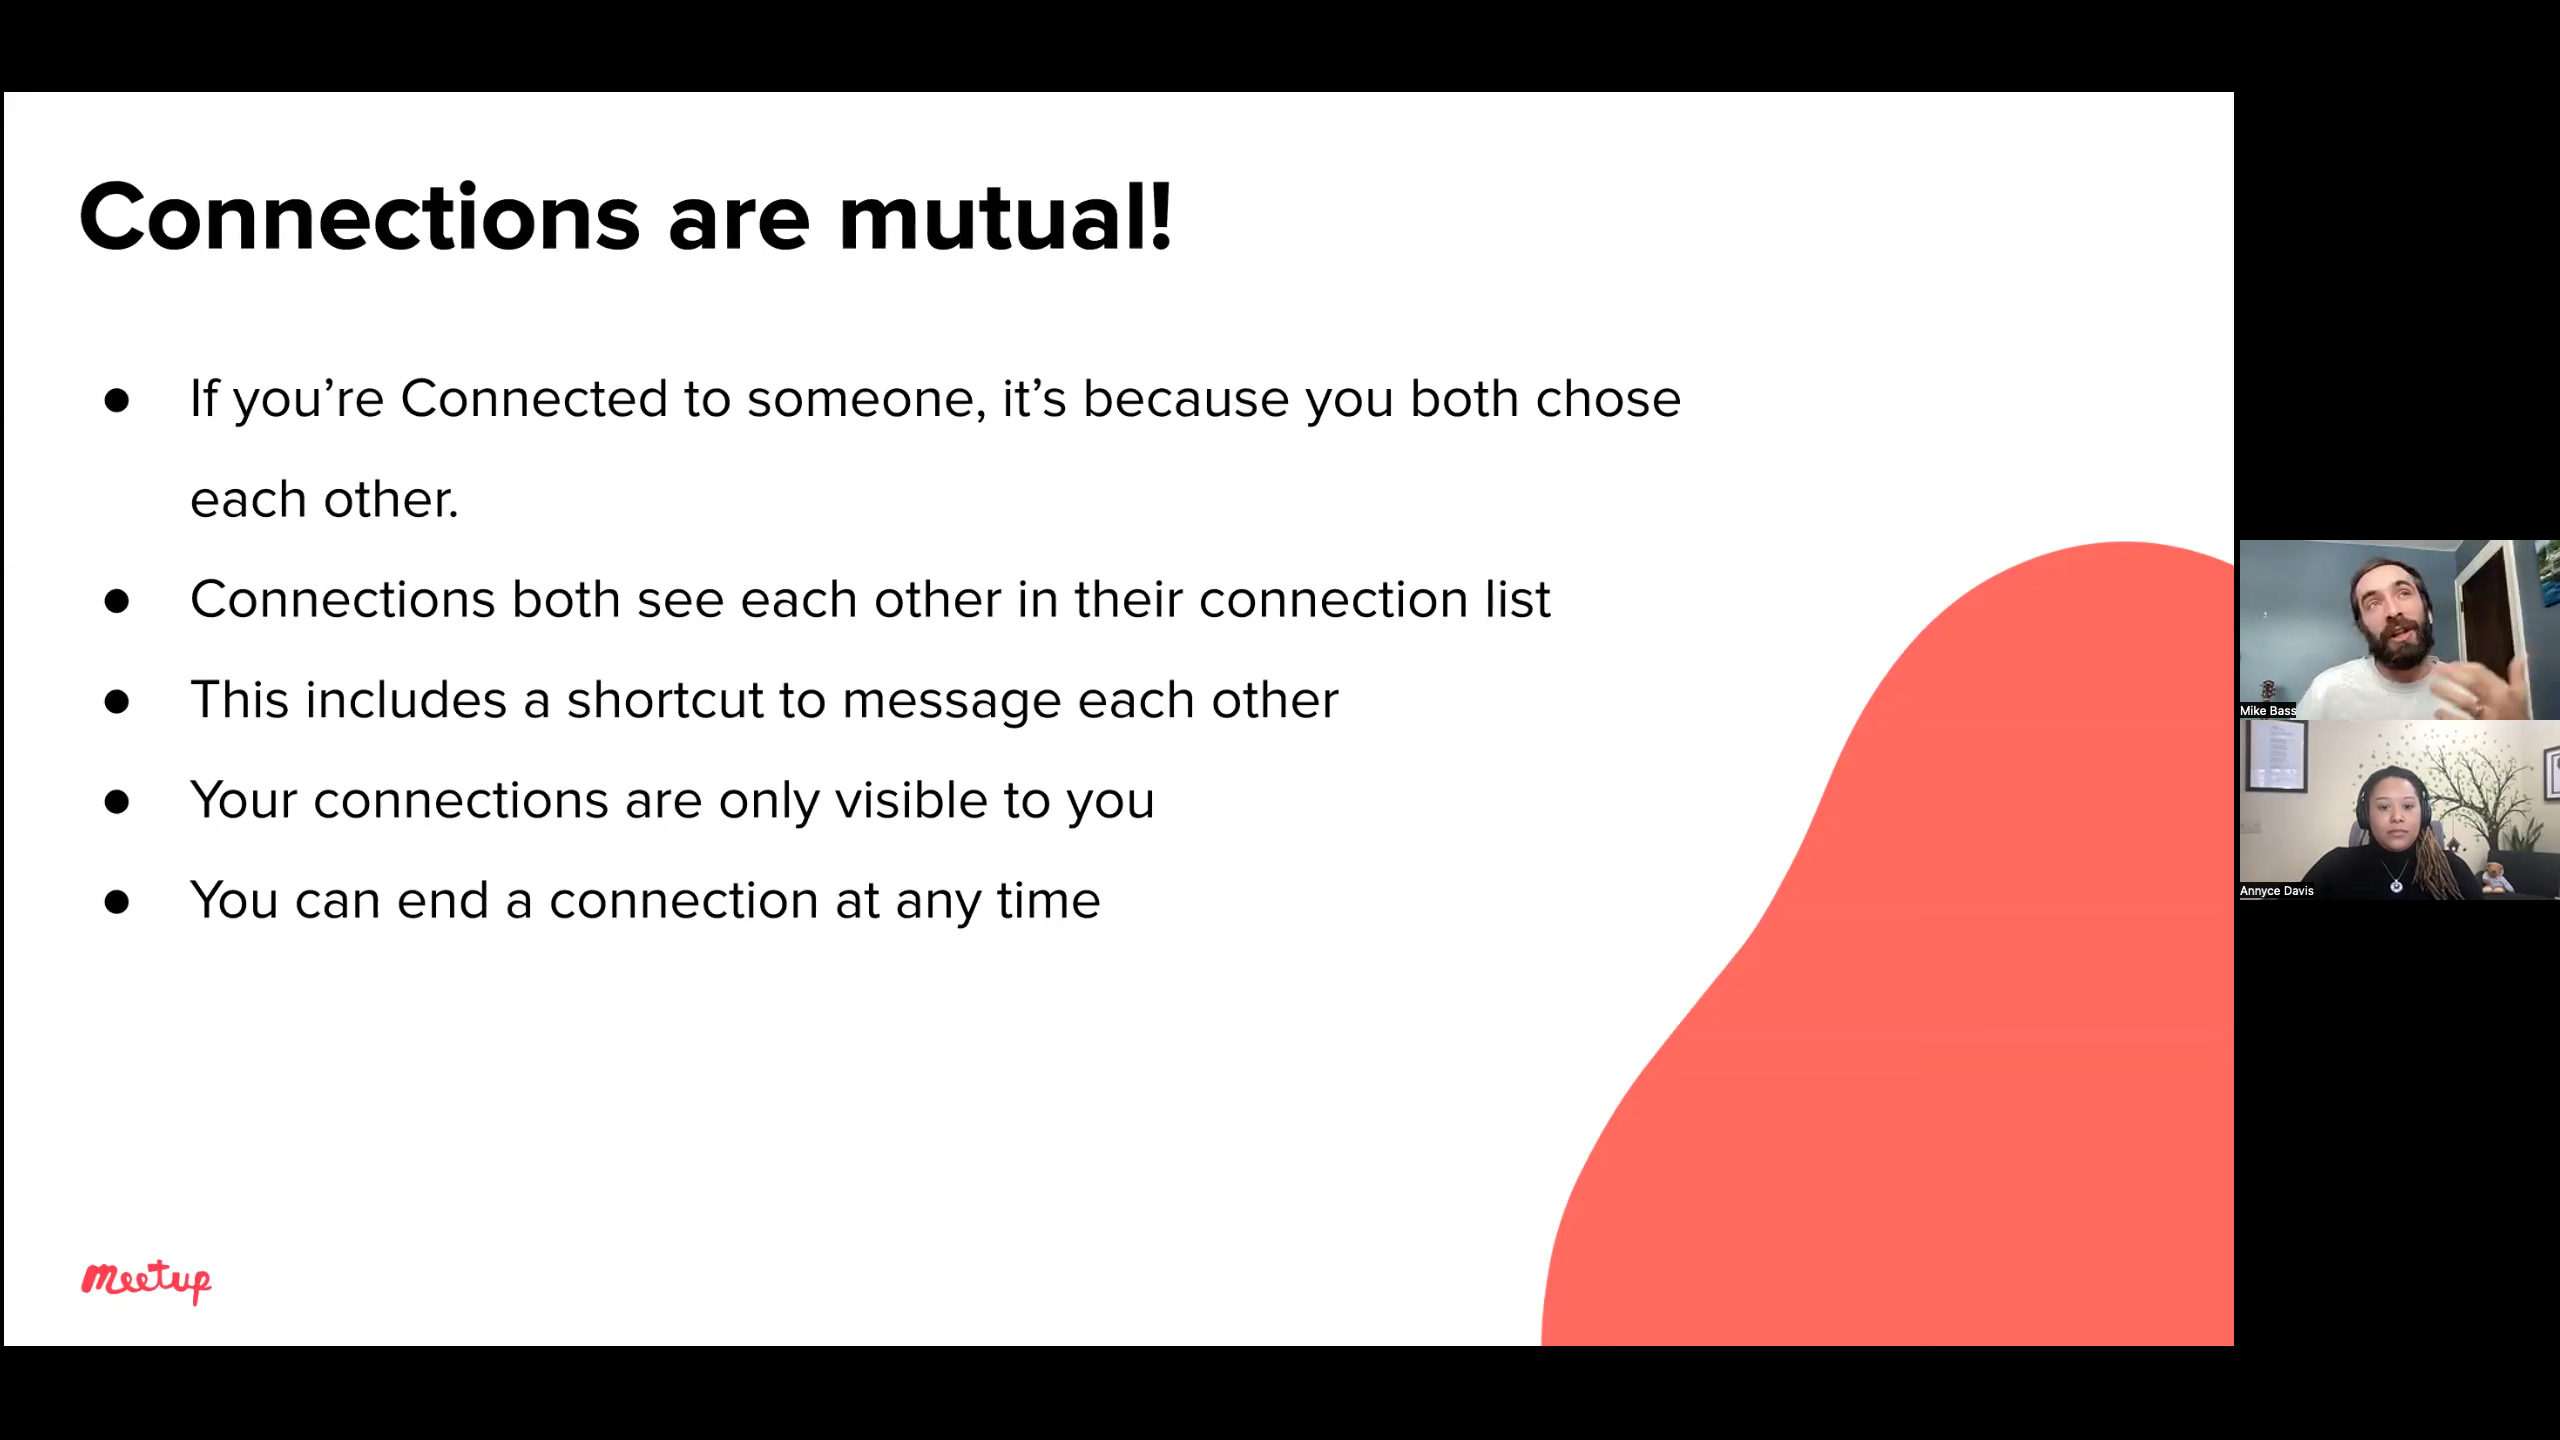 Connections are mutual!
● If you’re Connected to someone, it’s because you both chose
each other.
● Connections both see each other in their connection list
● This includes a shortcut to message each other
● Your connections are only visible to you
● You can end a connection at any time
meetup
Mike Bass
Annyce Davis